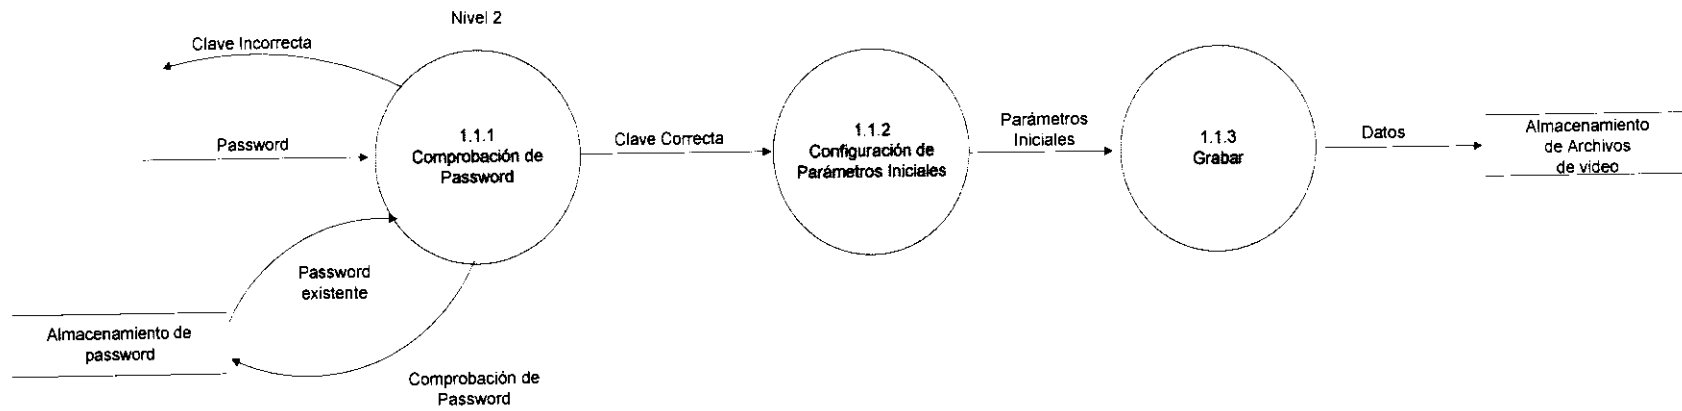 Nivel 2
Clave Incorrecta
Password
1.1.1
Comprobación de
Password
Clave Correcta
1.1.2
Configuración de
Parámetros Iniciales
Parámetros
Iniciales
1.1.3
Grabar
Datos
Almacenamiento
de Archivos
de video
Password
existente
Almacenamiento de
password
Comprobación de
Password